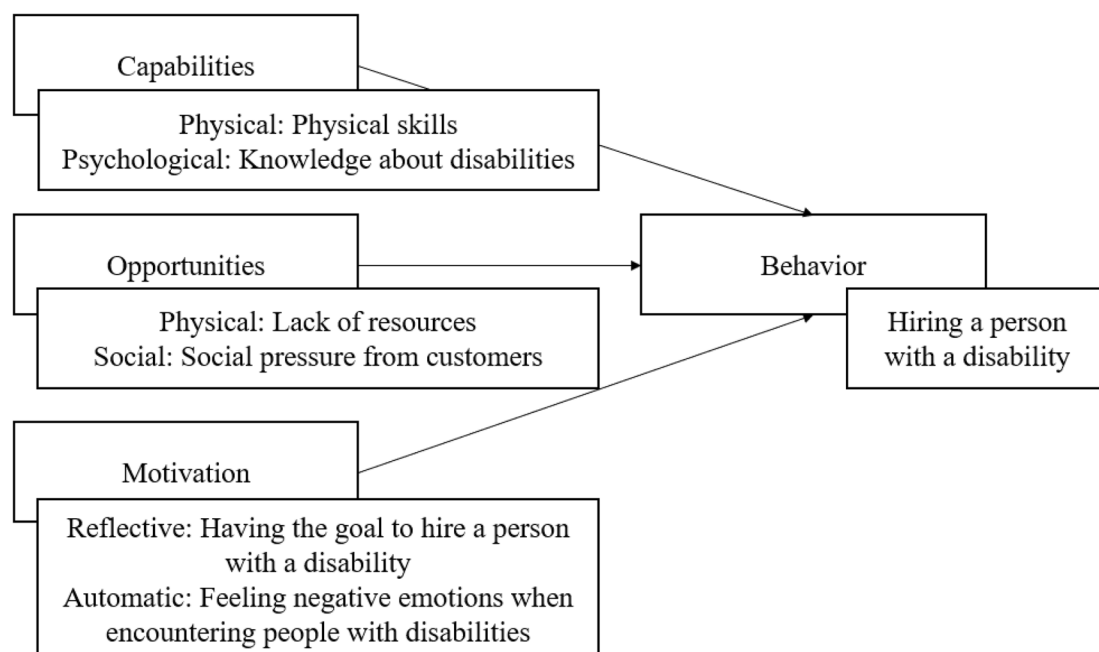 Capabilities
Physical: Physical skills
Psychological: Knowledge about disabilities
Opportunities
Physical: Lack of resources
Social: Social pressure from customers
Motivation
Reflective: Having the goal to hire a person
with a disability
Automatic: Feeling negative emotions when
encountering people with disabilities
Behavior
Hiring a person
with a disability